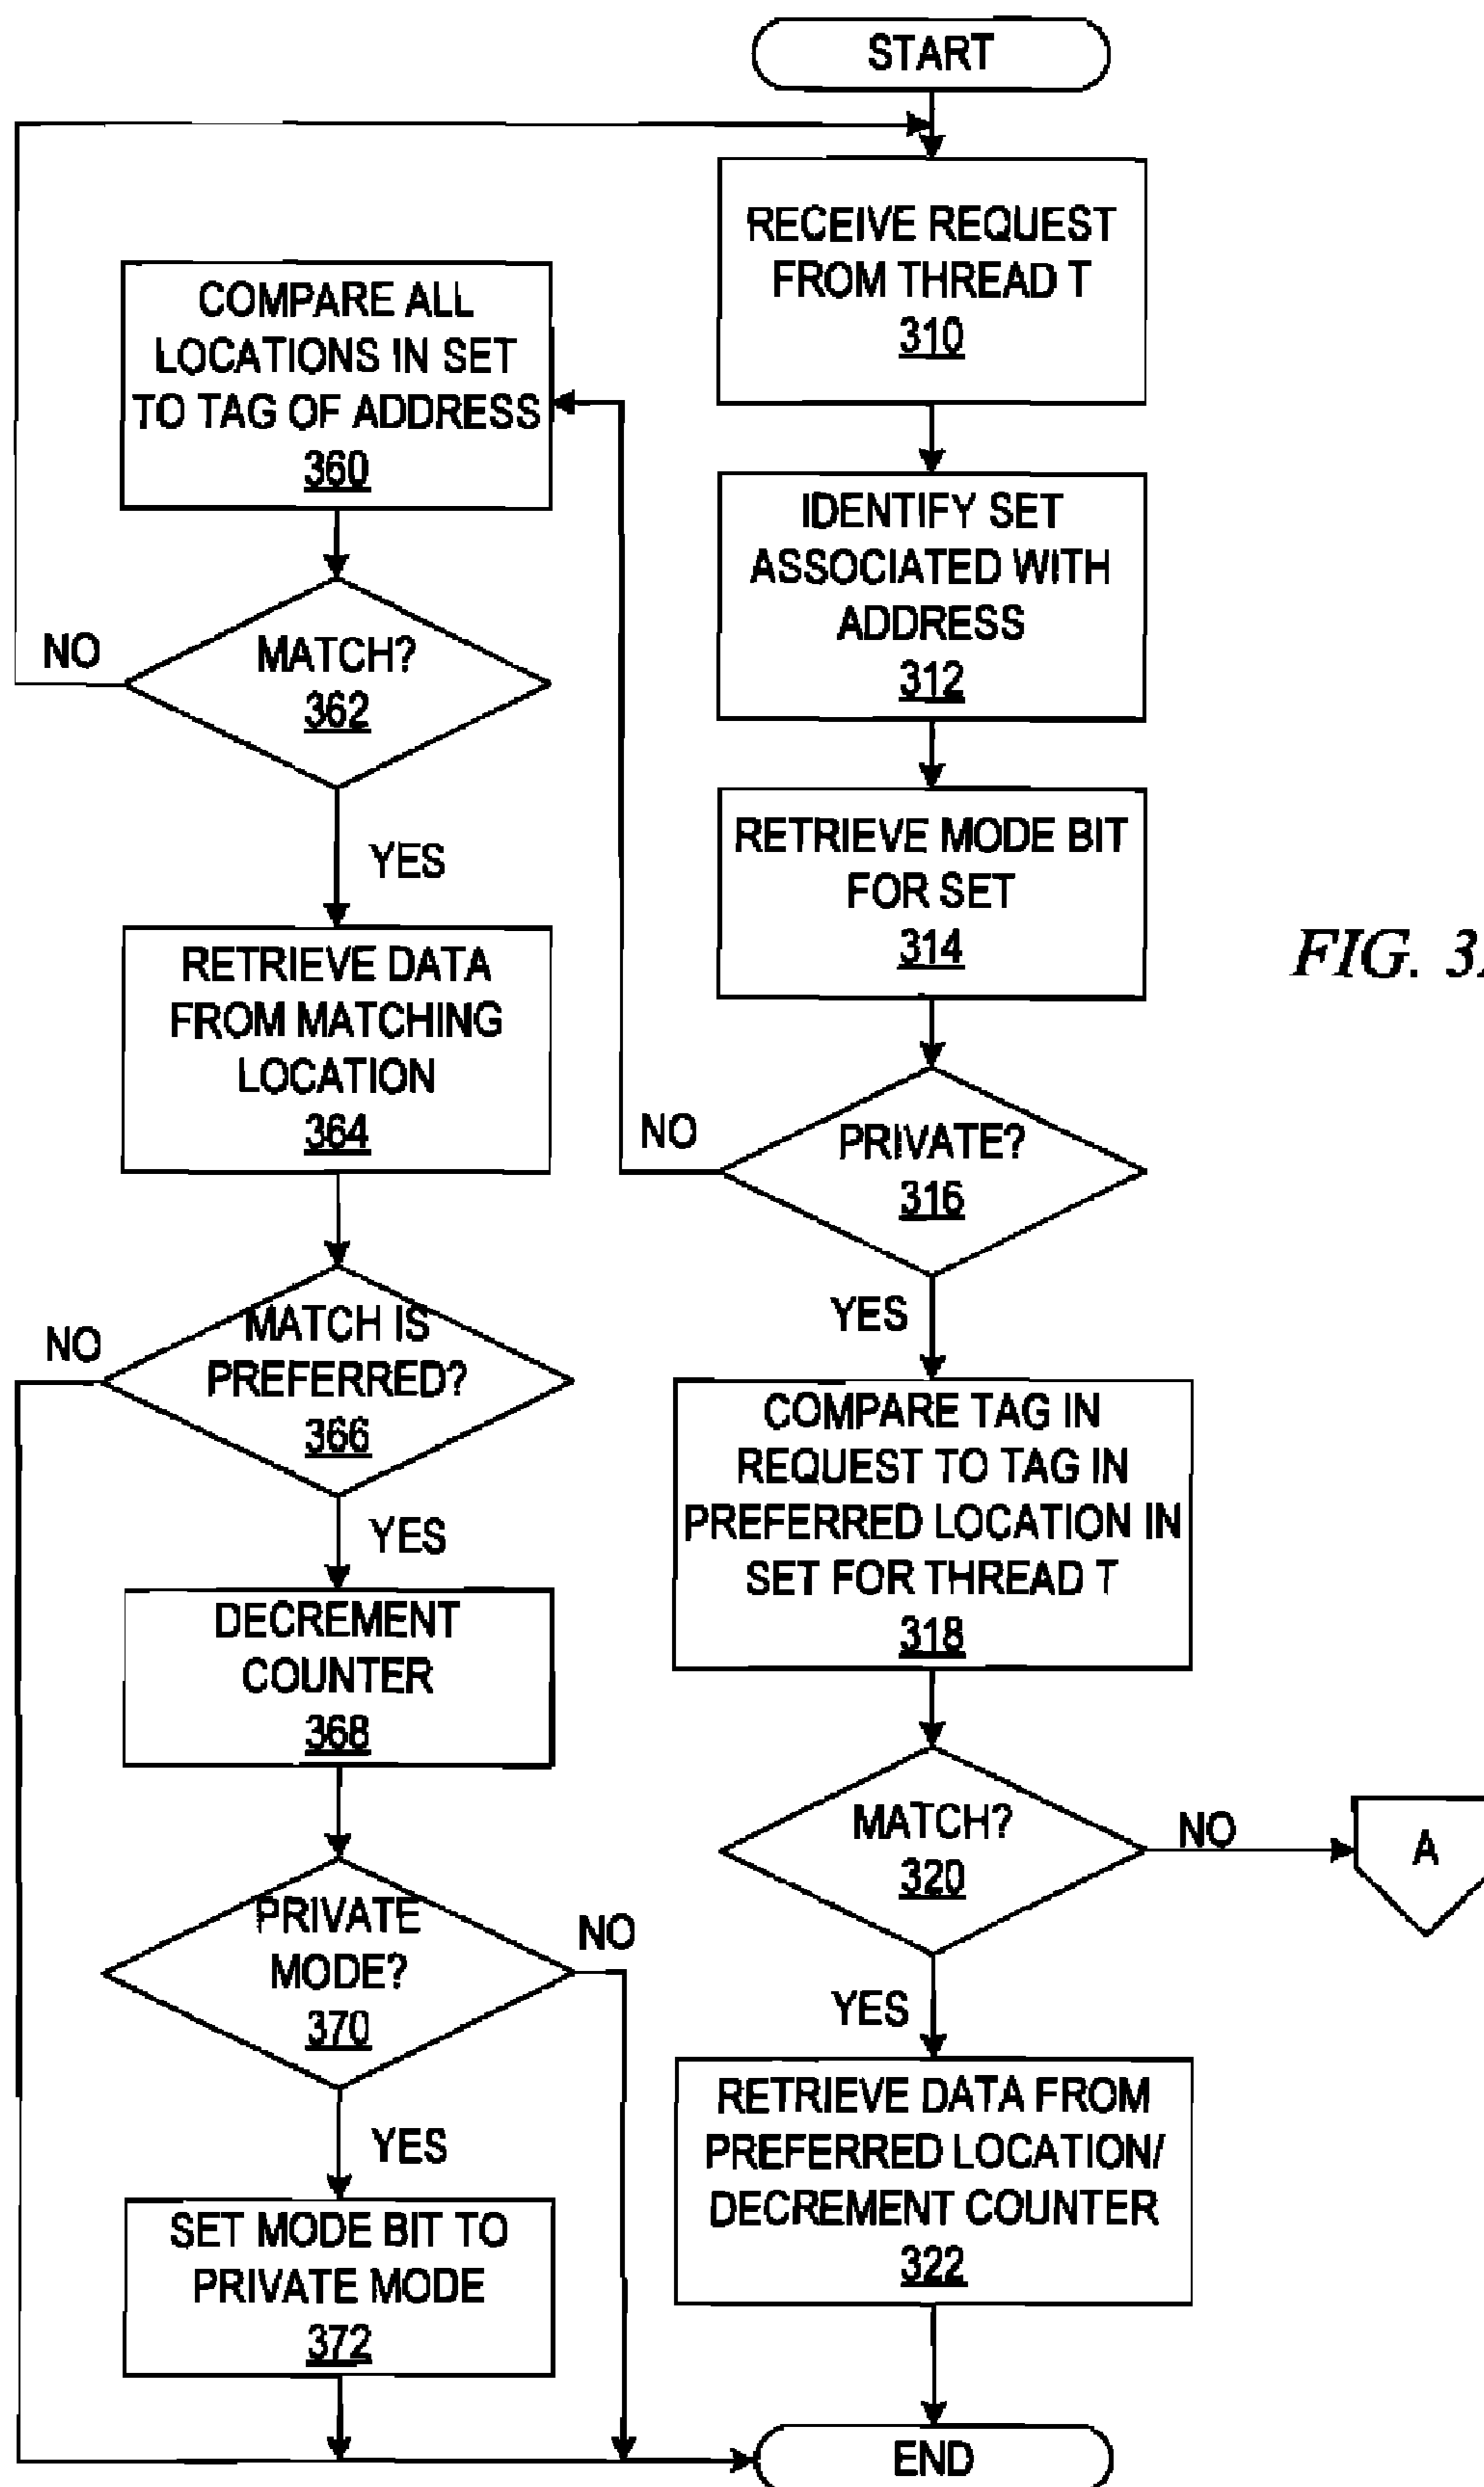 START
RECEIVE REQUEST
FROM THREAD T
310
IDENTIFY SET
ASSOCIATED WITH
ADDRESS
312
RETRIEVE MODE BIT
FOR SET
314
PRIVATE?
316
NO
YES
COMPARE TAG IN
REQUEST TO TAG IN
PREFERRED LOCATION IN
SET FOR THREAD T
318
MATCH?
320
NO
A
YES
RETRIEVE DATA FROM
PREFERRED LOCATION/
DECREMENT COUNTER
322
END
COMPARE ALL
LOCATIONS IN SET
TO TAG OF ADDRESS
360
MATCH?
362
NO
YES
RETRIEVE DATA
FROM MATCHING
LOCATION
364
MATCH IS
PREFERRED?
366
NO
YES
DECREMENT
COUNTER
368
PRIVATE
MODE?
370
NO
YES
SET MODE BIT TO
PRIVATE MODE
372
FIG.